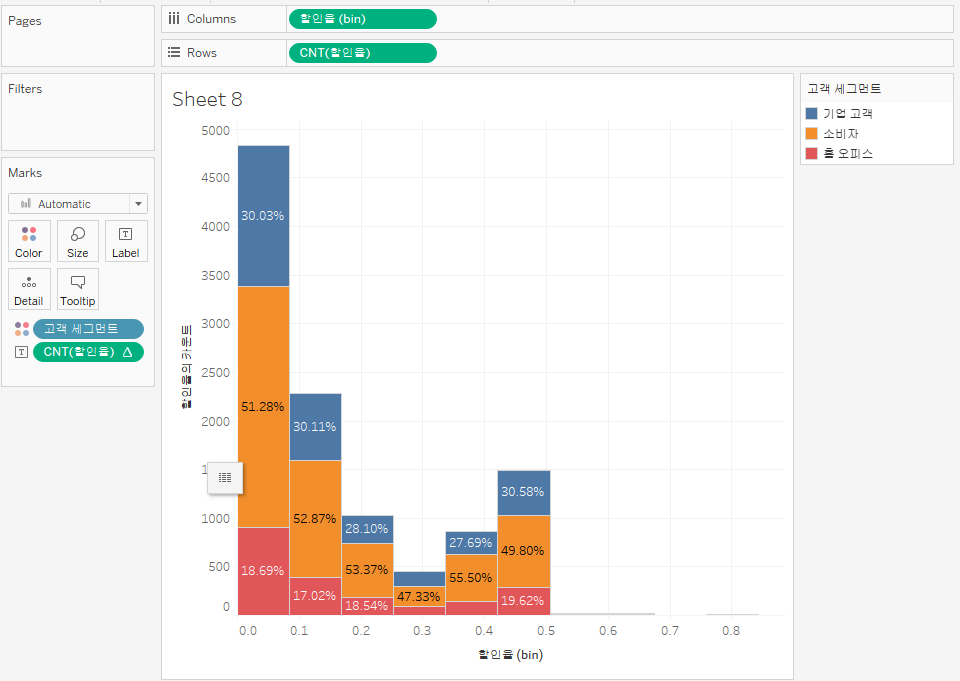 Pages
Columns
할인율 (bin)
Rows
CNT(할인율)
Filters
Marks
Automatic
Color
Size
Label
Detail
Tooltip
고객 세그먼트
CNT(할인율) Δ
Sheet 8
할인율의 카운트
5000
4500
4000
3500
3000
2500
2000
1000
500
0
30.03%
51.28%
18.69%
30.11%
52.87%
17.02%
28.10%
53.37%
18.54%
47.33%
27.69%
55.50%
30.58%
49.80%
19.62%
0.0 0.1 0.2 0.3 0.4 0.5 0.6 0.7 0.8
할인율 (bin)
고객 세그먼트
기업 고객
소비자
홈 오피스